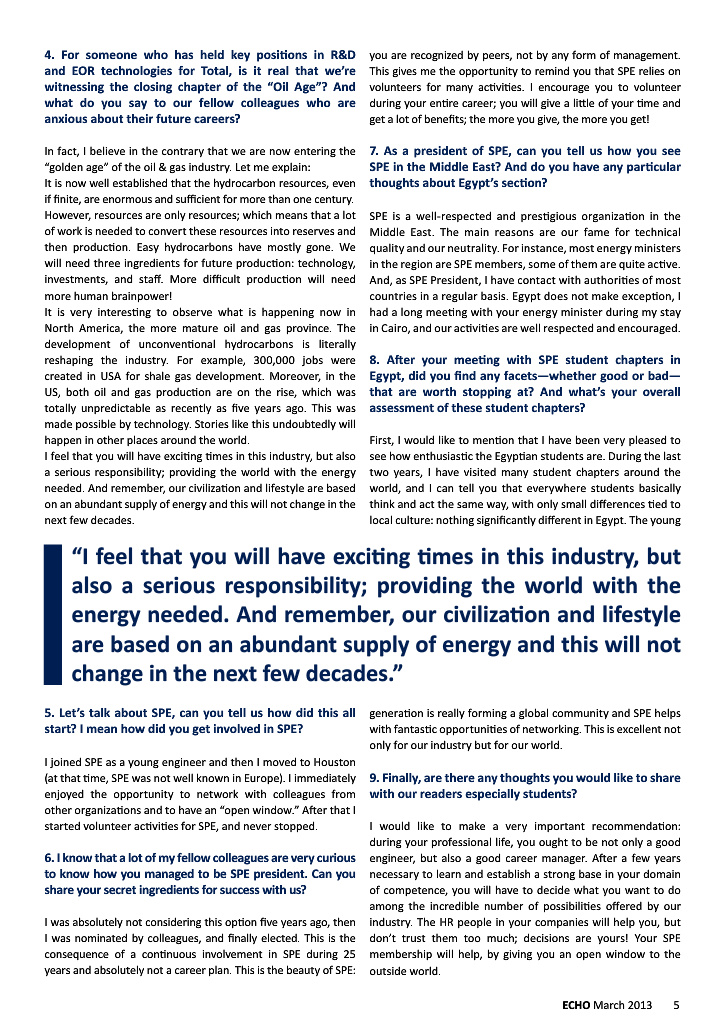 4. For someone who has held key positions in R&D
and EOR technologies for Total, is it real that we're
witnessing the closing chapter of the "Oil Age"? And
what do you say to our fellow colleagues who are
anxious about their future careers?
In fact, I believe in the contrary that we are now entering the
"golden age" of the oil & gas industry. Let me explain:
It is now well established that the hydrocarbon resources, even
if finite, are enormous and sufficient for more than one century.
However, resources are only resources; which means that a lot
of work is needed to convert these resources into reserves and
then production. Easy hydrocarbons have mostly gone. We
will need three ingredients for future production: technology,
investments, and staff. More difficult production will need
more human brainpower!
It is very interesting to observe what is happening now in
North America, the more mature oil and gas province. The
development of unconventional hydrocarbons is literally
reshaping the industry. For example, 300,000 jobs were
created in USA for shale gas development. Moreover, in the
US, both oil and gas production are on the rise, which was
totally unpredictable as recently as five years ago. This was
made possible by technology. Stories like this undoubtedly will
happen in other places around the world.
I feel that you will have exciting times in this industry, but also
a serious responsibility; providing the world with the energy
needed. And remember, our civilization and lifestyle are based
on an abundant supply of energy and this will not change in the
next few decades.
you are recognized by peers, not by any form of management.
This gives me the opportunity to remind you that SPE relies on
volunteers for many activities. I encourage you to volunteer
during your entire career; you will give a little of your time and
get a lot of benefits; the more you give, the more you get!
7. As a president of SPE, can you tell us how you see
SPE in the Middle East? And do you have any particular
thoughts about Egypt's section?
SPE is a well-respected and prestigious organization in the
Middle East. The main reasons are our fame for technical
quality and our neutrality. For instance, most energy ministers
in the region are SPE members, some of them are quite active.
And, as SPE President, I have contact with authorities of most
countries in a regular basis. Egypt does not make exception, I
had a long meeting with your energy minister during my stay
in Cairo, and our activities are well respected and encouraged.
8. After your meeting with SPE student chapters in
Egypt, did you find any facets—whether good or bad—
that are worth stopping at? And what's your overall
assessment of these student chapters?
First, I would like to mention that I have been very pleased to
see how enthusiastic the Egyptian students are. During the last
two years, I have visited many student chapters around the
world, and I can tell you that everywhere students basically
think and act the same way, with only small differences tied to
local culture: nothing significantly different in Egypt. The young
"I feel that you will have exciting times in this industry, but
also a serious responsibility; providing the world with the
energy needed. And remember, our civilization and lifestyle
are based on an abundant supply of energy and this will not
change in the next few decades."
5. Let's talk about SPE, can you tell us how did this all
start? I mean how did you get involved in SPE?
I joined SPE as a young engineer and then I moved to Houston
(at that time, SPE was not well known in Europe). I immediately
enjoyed the opportunity to network with colleagues from
other organizations and to have an "open window." After that I
started volunteer activities for SPE, and never stopped.
6. I know that a lot of my fellow colleagues are very curious
to know how you managed to be SPE president. Can you
share your secret ingredients for success with us?
I was absolutely not considering this option five years ago, then
I was nominated by colleagues, and finally elected. This is the
consequence of a continuous involvement in SPE during 25
years and absolutely not a career plan. This is the beauty of SPE:
generation is really forming a global community and SPE helps
with fantastic opportunities of networking. This is excellent not
only for our industry but for our world.
9. Finally, are there any thoughts you would like to share
with our readers especially students?
I would like to make a very important recommendation:
during your professional life, you ought to be not only a good
engineer, but also a good career manager. After a few years
necessary to learn and establish a strong base in your domain
of competence, you will have to decide what you want to do
among the incredible number of possibilities offered by our
industry. The HR people in your companies will help you, but
don't trust them too much; decisions are yours! Your SPE
membership will help, by giving you an open window to the
outside world.
ECHO March 2013 5